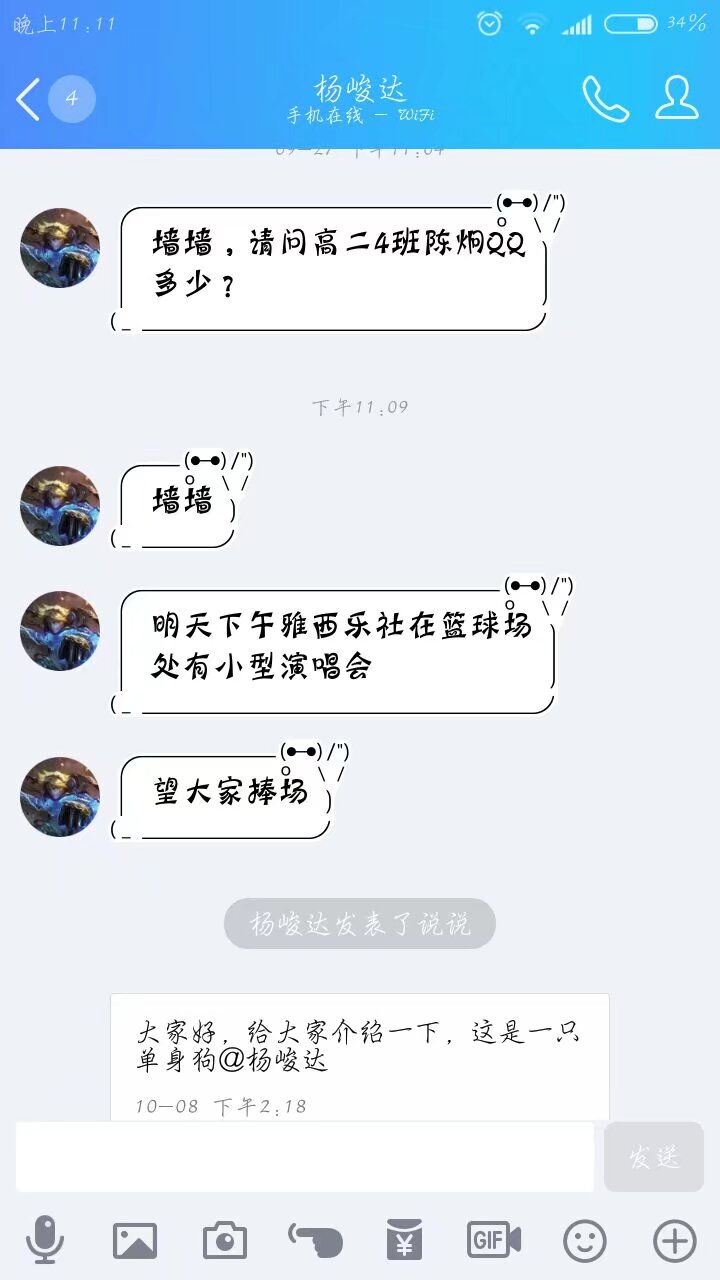 晚上11:11
34%
4
杨峻达
手机在线 - WiFi
09-27 下午11:04
墙墙，请问高二4班陈炯QQ
多少？
下午11:09
墙墙
明天下午雅西乐社在篮球场
处有小型演唱会
望大家捧场
杨峻达发表了说说
大家好，给大家介绍一下，这是一只
单身狗@杨峻达
10-08 下午2:18
发送
GIF